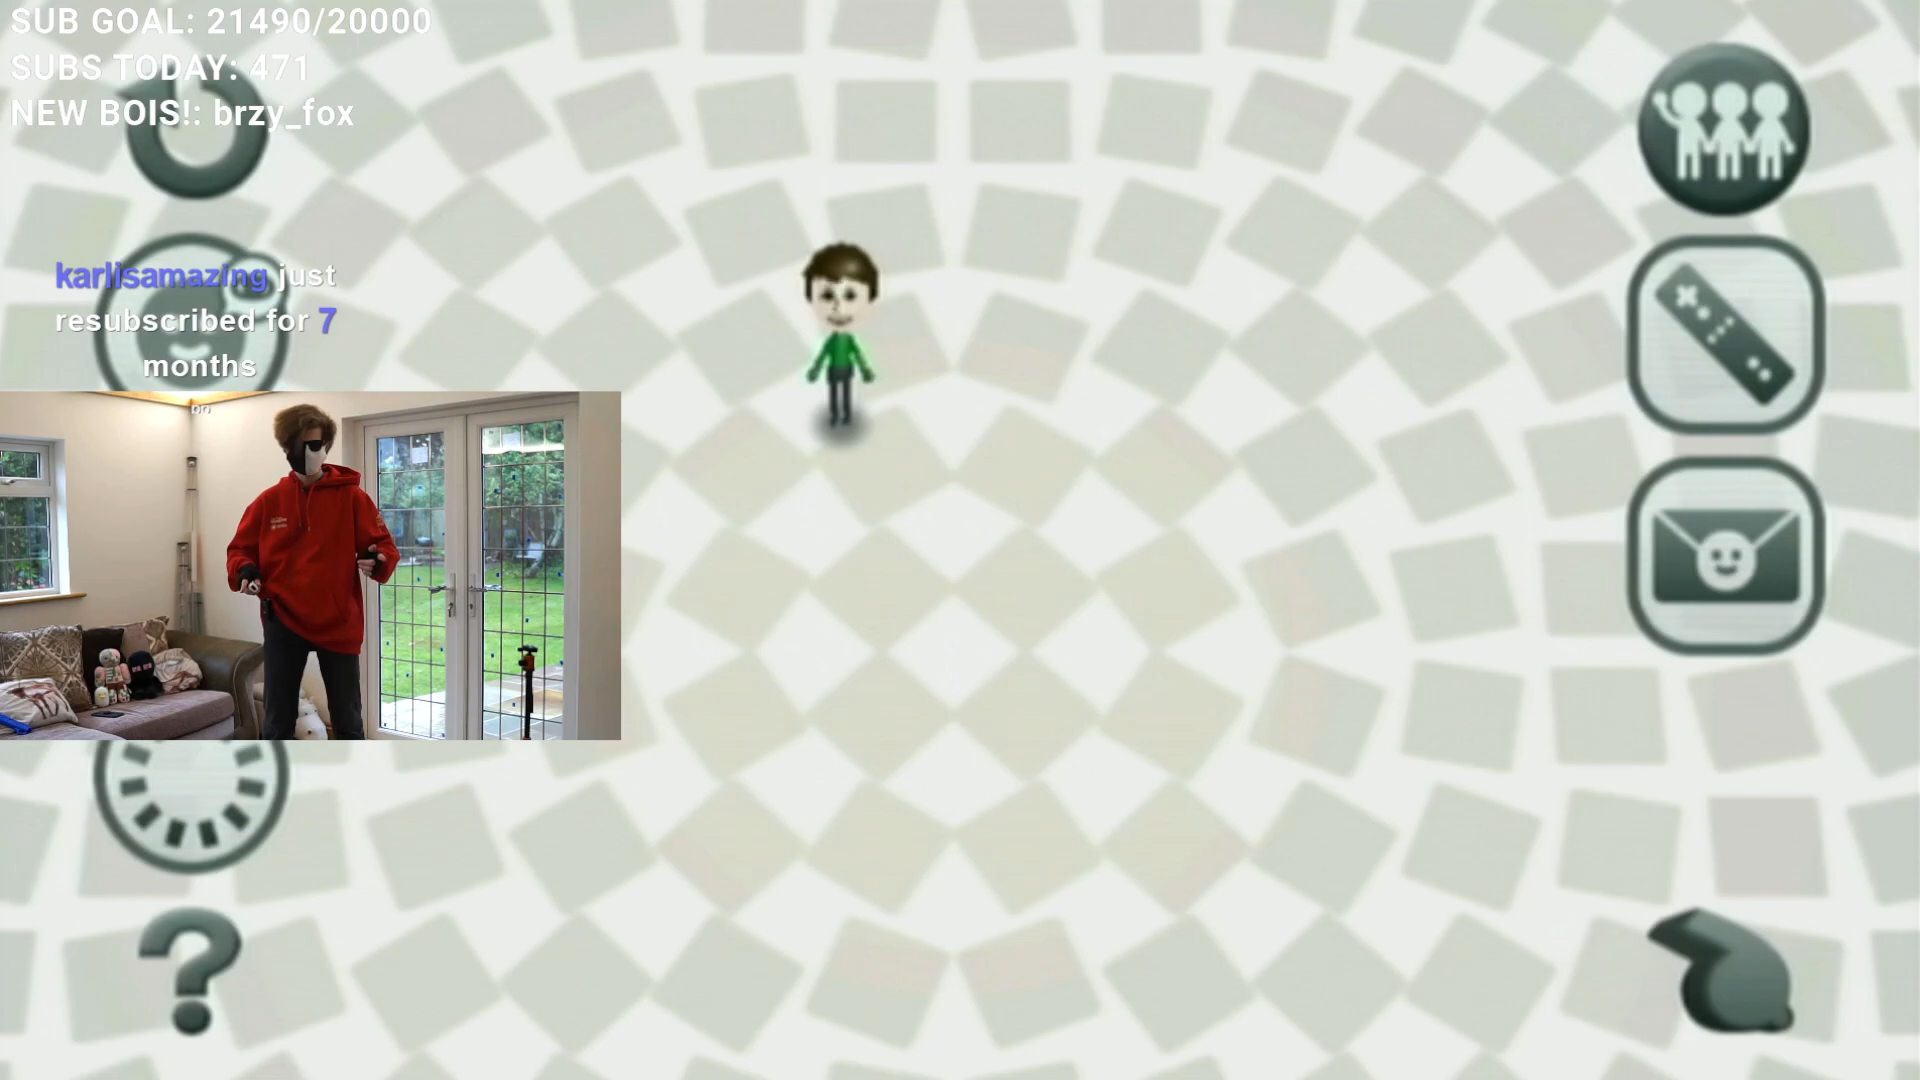 SUB GOAL: 21490/20000
SUBS TODAY: 471
NEW BOIS!: brzy_fox
karlisamazing just
resubscribed for 7
months